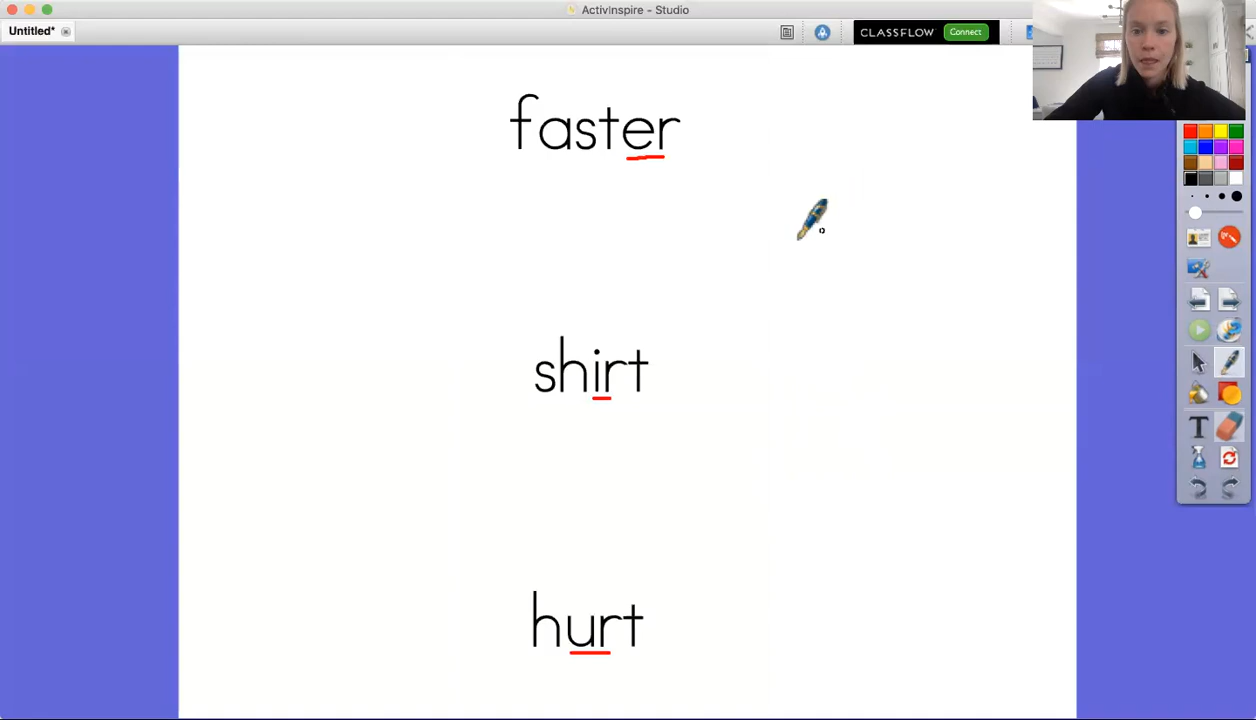 ActivInspire - Studio
Untitled*
CLASSFLOW Connect
faster
shirt
hurt
T